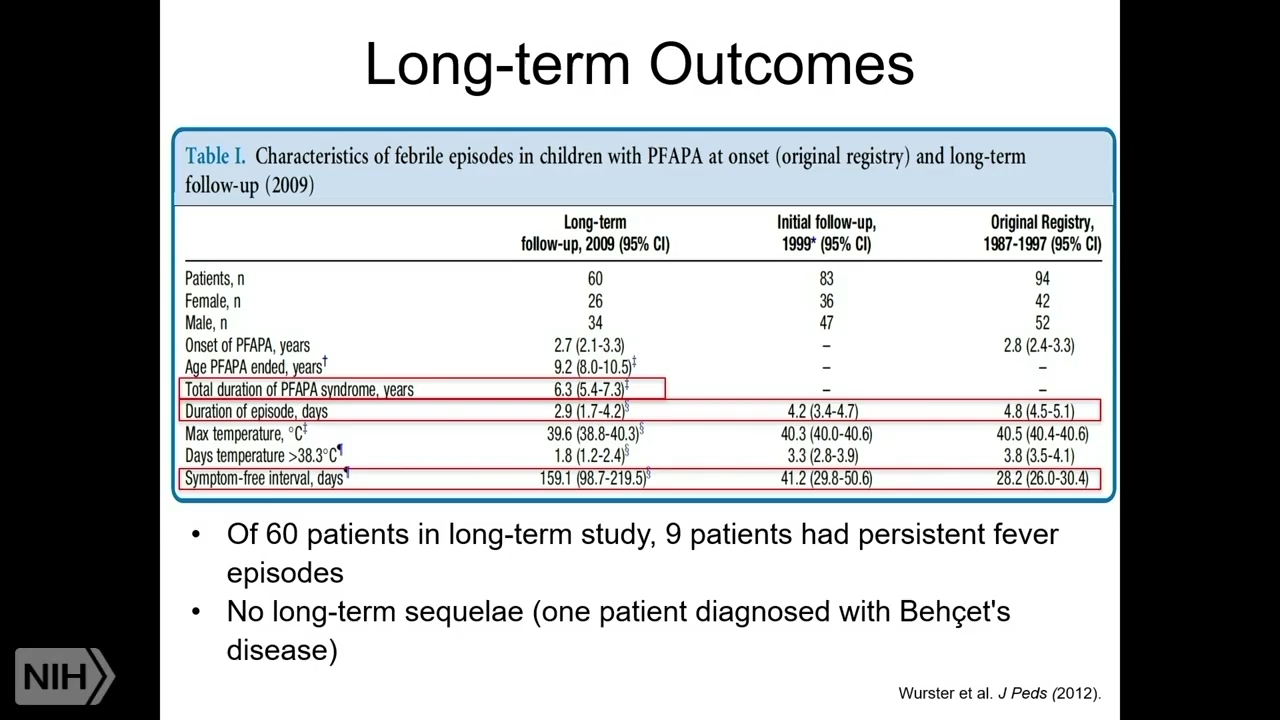 Long-term Outcomes
Table I. Characteristics of febrile episodes in children with PFAPA at onset (original registry) and long-term
follow-up (2009)
Long-term Initial follow-up, Original Registry,
follow-up, 2009 (95% CI) 1999* (95% CI) 1987-1997 (95% CI)
Patients, n 60 83 94
Female, n 26 36 42
Male, n 34 47 52
Onset of PFAPA, years 2.7 (2.1-3.3) – 2.8 (2.4-3.3)
Age PFAPA ended, years† 9.2 (8.0-10.5)‡ – –
Total duration of PFAPA syndrome, years 6.3 (5.4-7.3)‡ – –
Duration of episode, days 2.9 (1.7-4.2)§ 4.2 (3.4-4.7) 4.8 (4.5-5.1)
Max temperature, °C‡ 39.6 (38.8-40.3)§ 40.3 (40.0-40.6) 40.5 (40.4-40.6)
Days temperature >38.3°C¶ 1.8 (1.2-2.4)§ 3.3 (2.8-3.9) 3.8 (3.5-4.1)
Symptom-free interval, days¶ 159.1 (98.7-219.5)§ 41.2 (29.8-50.6) 28.2 (26.0-30.4)
• Of 60 patients in long-term study, 9 patients had persistent fever
episodes
• No long-term sequelae (one patient diagnosed with Behçet's
disease)
NIH
Wurster et al. J Peds (2012).